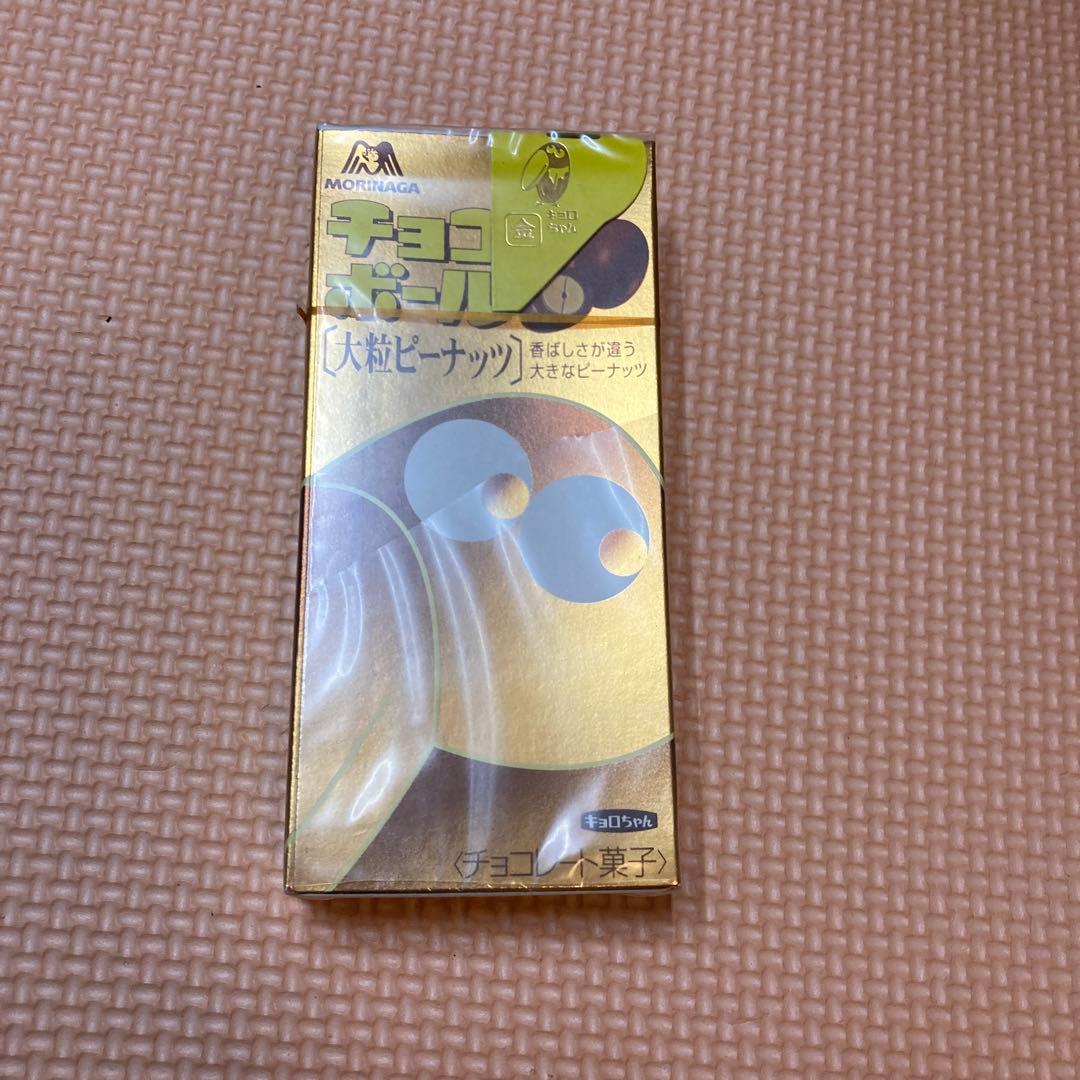 MORINAGA
チョコ
ボール
金
キョロ
ちゃん
[大粒ピーナッツ]
香ばしさが違う
大きなピーナッツ
キョロちゃん
〈チョコレート菓子〉